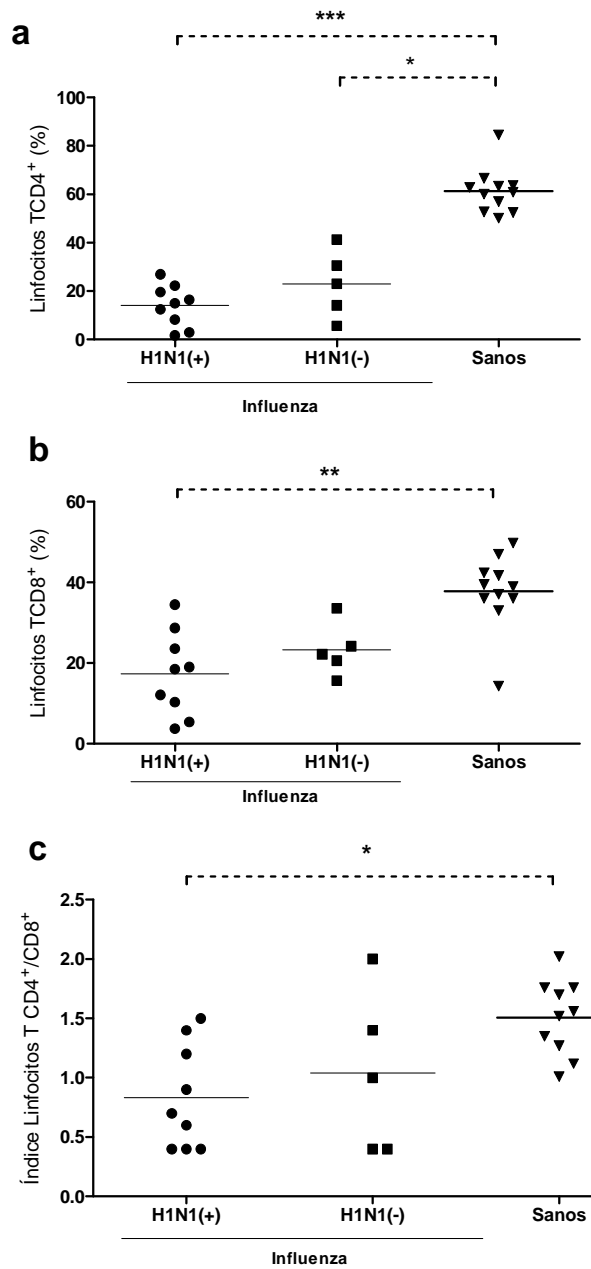 a
***
*
Linfocitos TCD4+ (%)
100
80
60
40
20
0
H1N1(+) H1N1(-) Sanos
Influenza
b
**
Linfocitos TCD8+ (%)
60
40
20
0
H1N1(+) H1N1(-) Sanos
Influenza
c
*
Índice Linfocitos T CD4+/CD8+
2.5
2.0
1.5
1.0
0.5
0.0
H1N1(+) H1N1(-) Sanos
Influenza